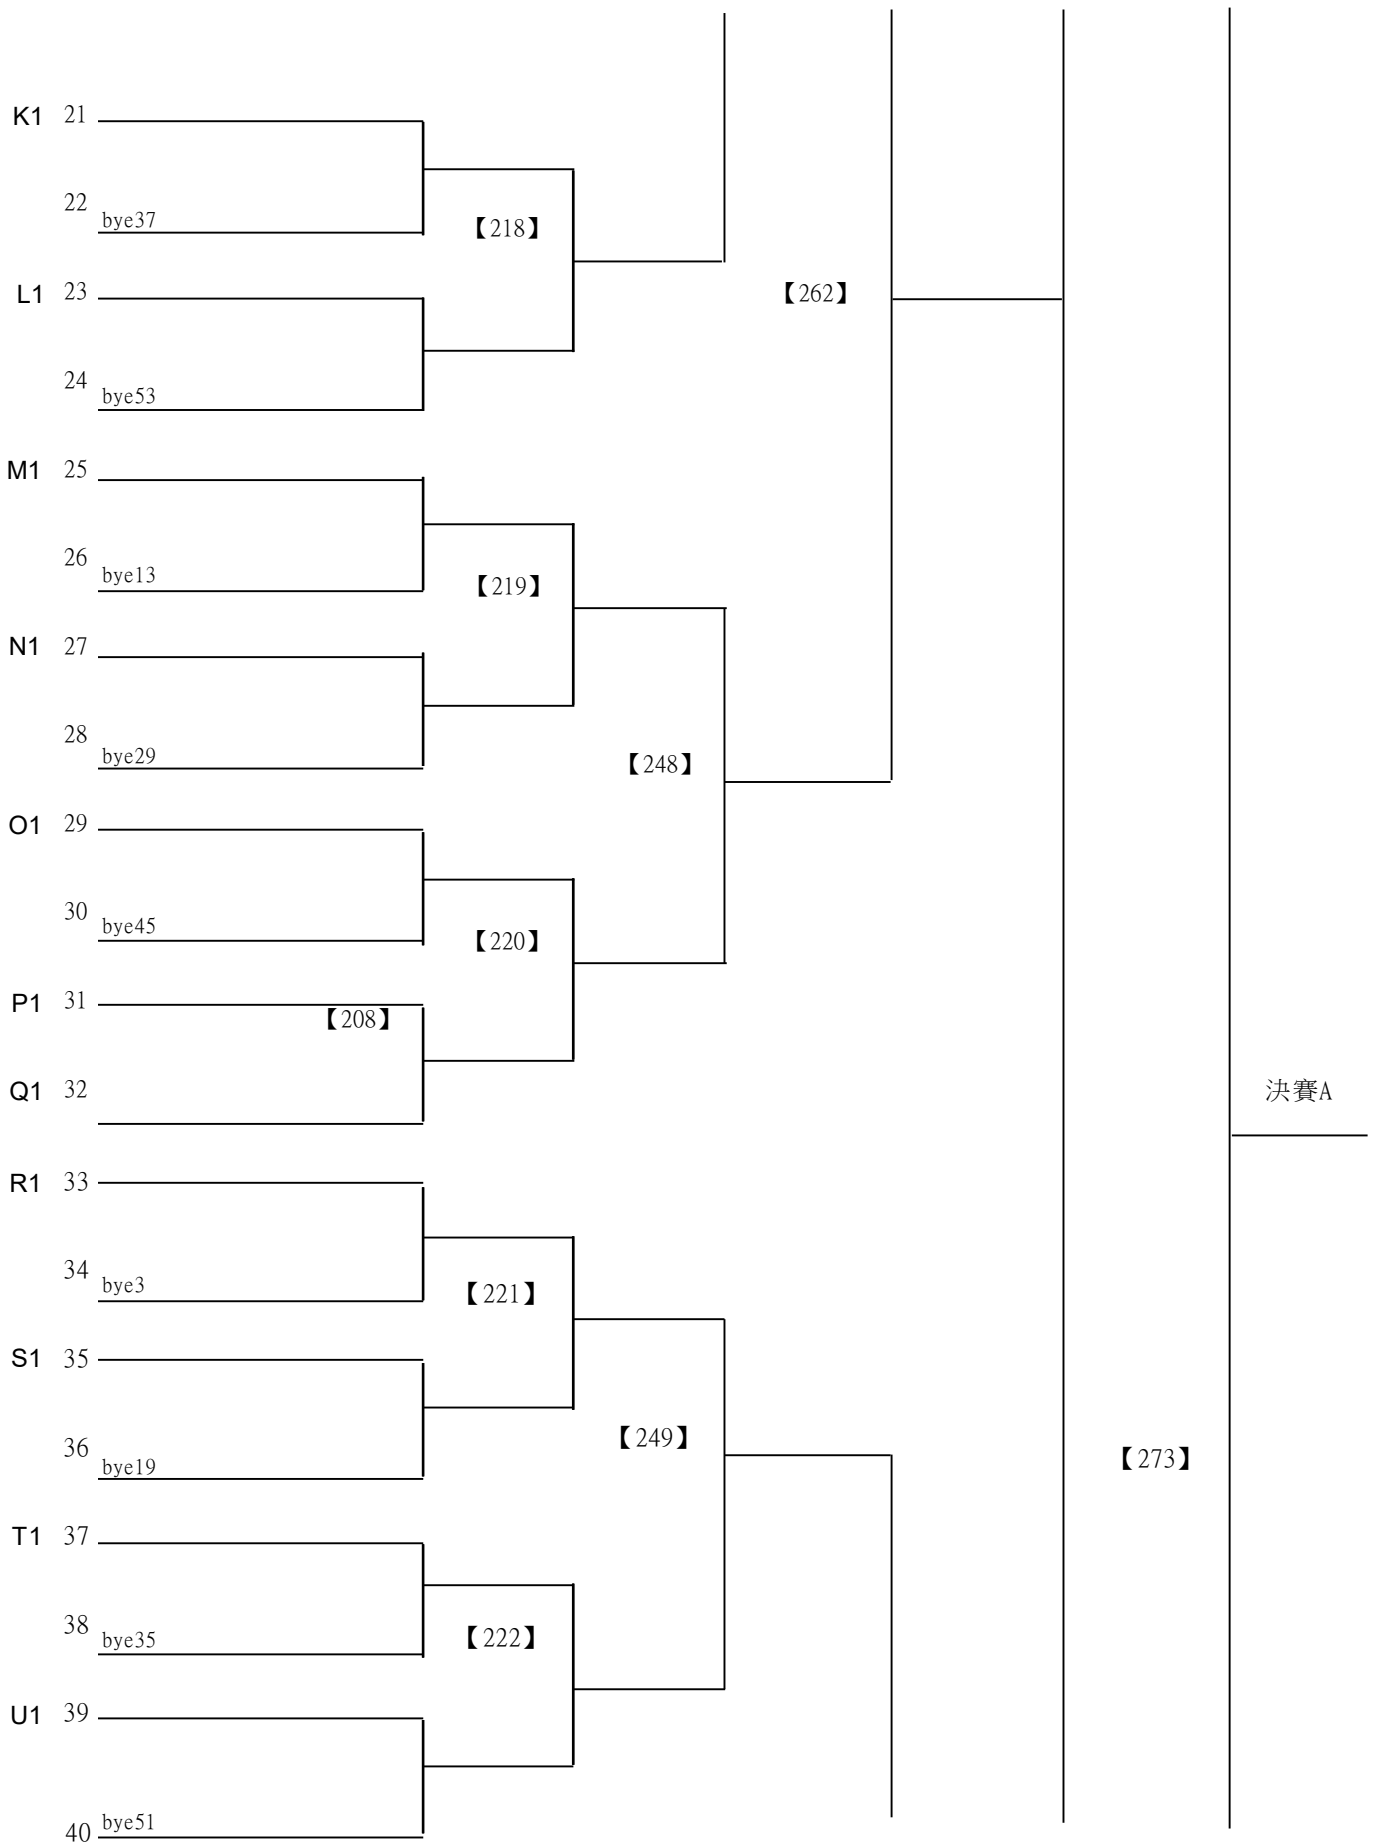 K1 21
22 bye37
【218】
L1 23
【262】
24 bye53
M1 25
26 bye13
【219】
N1 27
28 bye29
【248】
O1 29
30 bye45
【220】
P1 31
【208】
Q1 32
決賽A
R1 33
34 bye3
【221】
S1 35
【249】
36 bye19
【273】
T1 37
38 bye35
【222】
U1 39
40 bye51